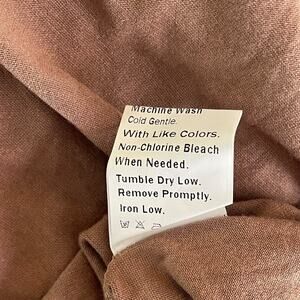 Machine Wash
Cold Gentle.
With Like Colors.
Non-Chlorine Bleach
When Needed.
Tumble Dry Low.
Remove Promptly.
Iron Low.